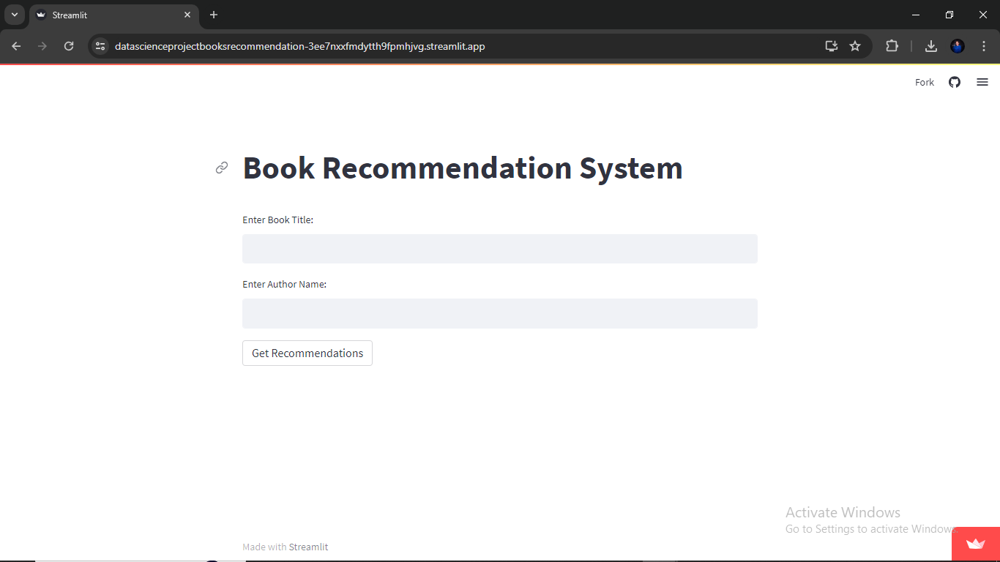 Streamlit
datascienceprojectbooksrecommendation-3ee7nxxfmdytth9fpmhjvg.streamlit.app
Fork
Book Recommendation System
Enter Book Title:
Enter Author Name:
Get Recommendations
Activate Windows
Go to Settings to activate Windows.
Made with Streamlit